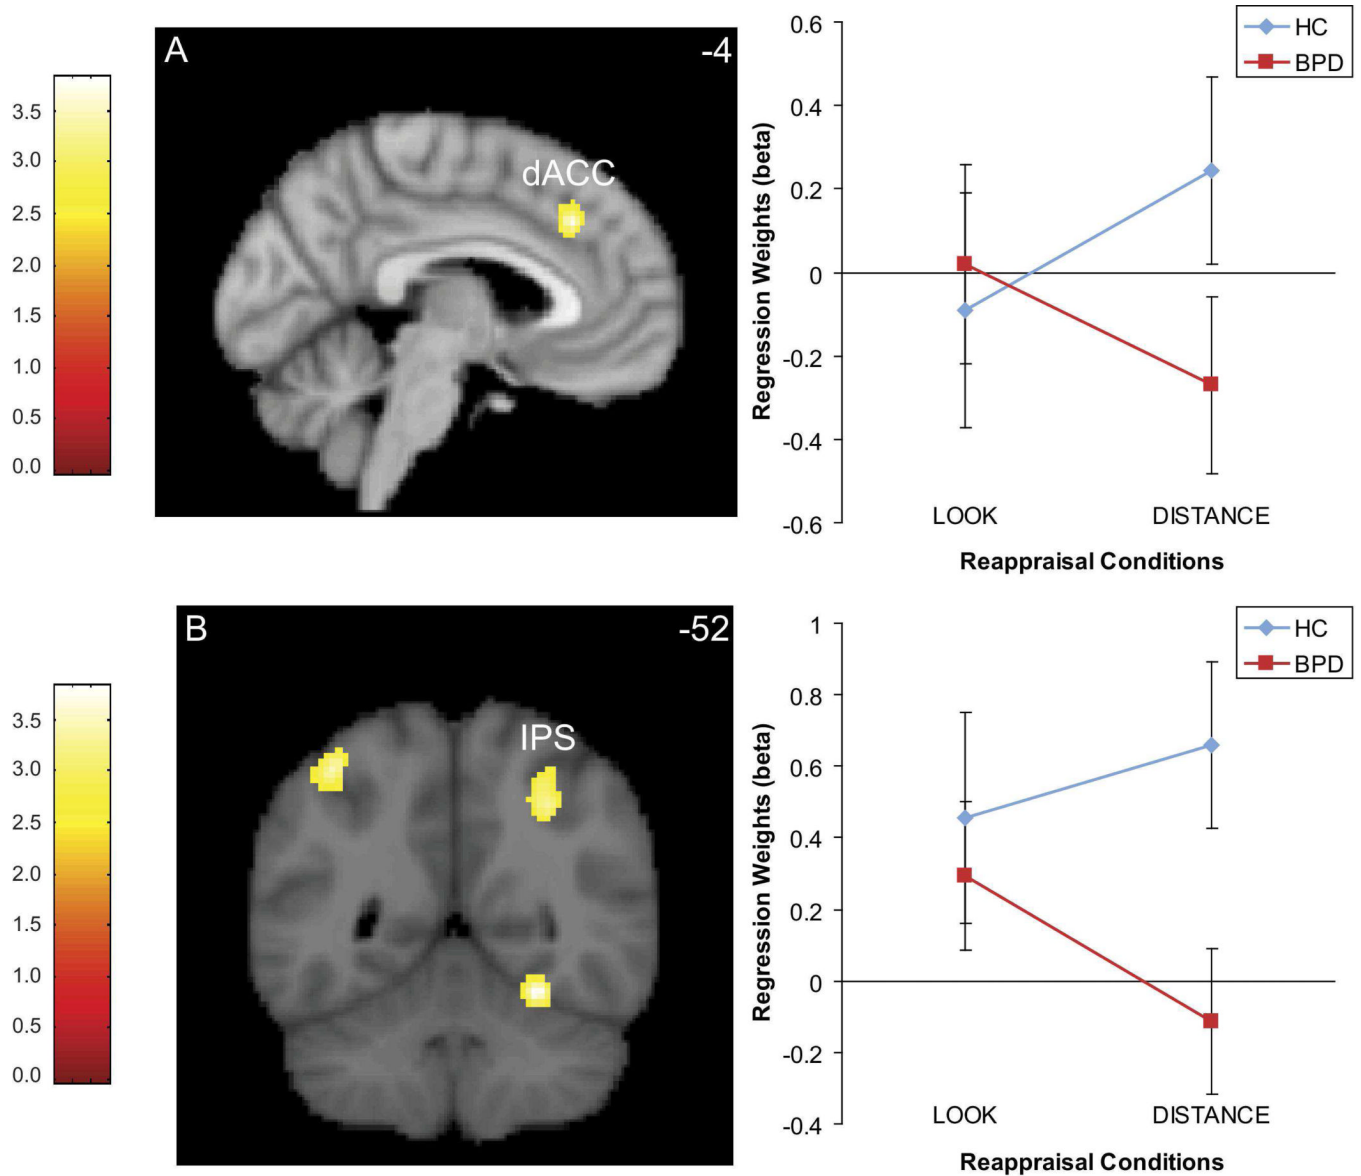 A
-4
dACC
3.5
3.0
2.5
2.0
1.5
1.0
0.5
0.0
0.6
0.4
0.2
0
-0.2
-0.4
-0.6
Regression Weights (beta)
HC
BPD
LOOK
DISTANCE
Reappraisal Conditions
B
-52
IPS
3.5
3.0
2.5
2.0
1.5
1.0
0.5
0.0
1
0.8
0.6
0.4
0.2
0
-0.2
-0.4
Regression Weights (beta)
HC
BPD
LOOK
DISTANCE
Reappraisal Conditions